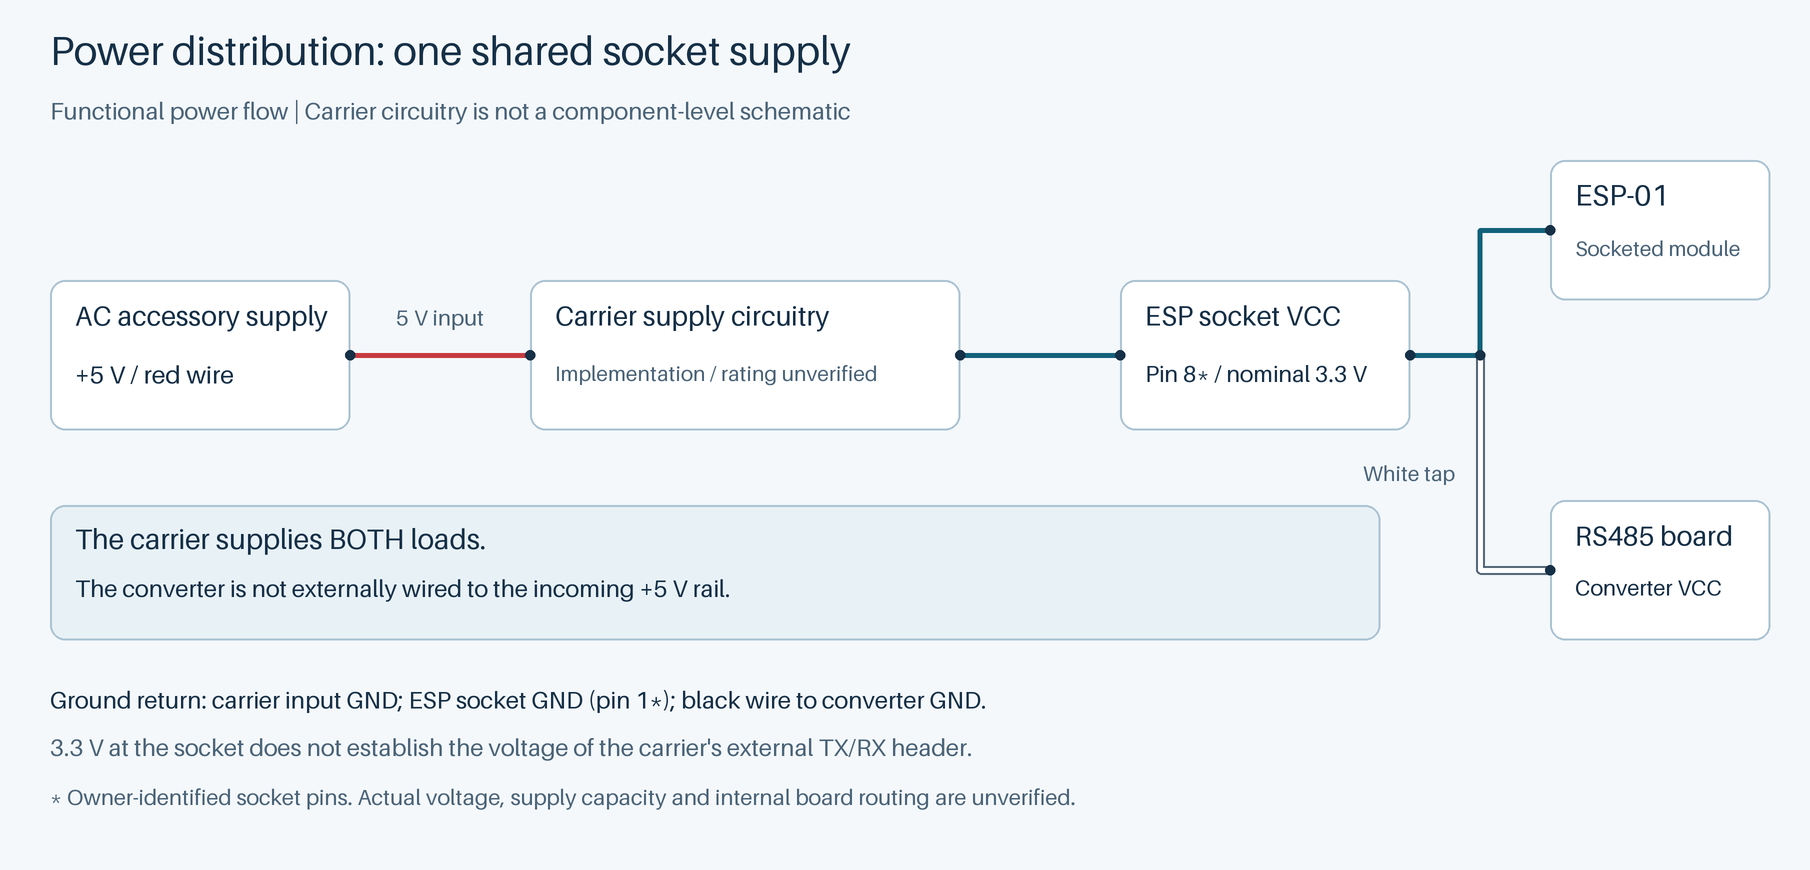 Power distribution: one shared socket supply
Functional power flow | Carrier circuitry is not a component-level schematic
ESP-01
Socketed module
AC accessory supply
+5 V / red wire
5 V input
Carrier supply circuitry
Implementation / rating unverified
ESP socket VCC
Pin 8* / nominal 3.3 V
White tap
RS485 board
Converter VCC
The carrier supplies BOTH loads.
The converter is not externally wired to the incoming +5 V rail.
Ground return: carrier input GND; ESP socket GND (pin 1*); black wire to converter GND.
3.3 V at the socket does not establish the voltage of the carrier's external TX/RX header.
* Owner-identified socket pins. Actual voltage, supply capacity and internal board routing are unverified.